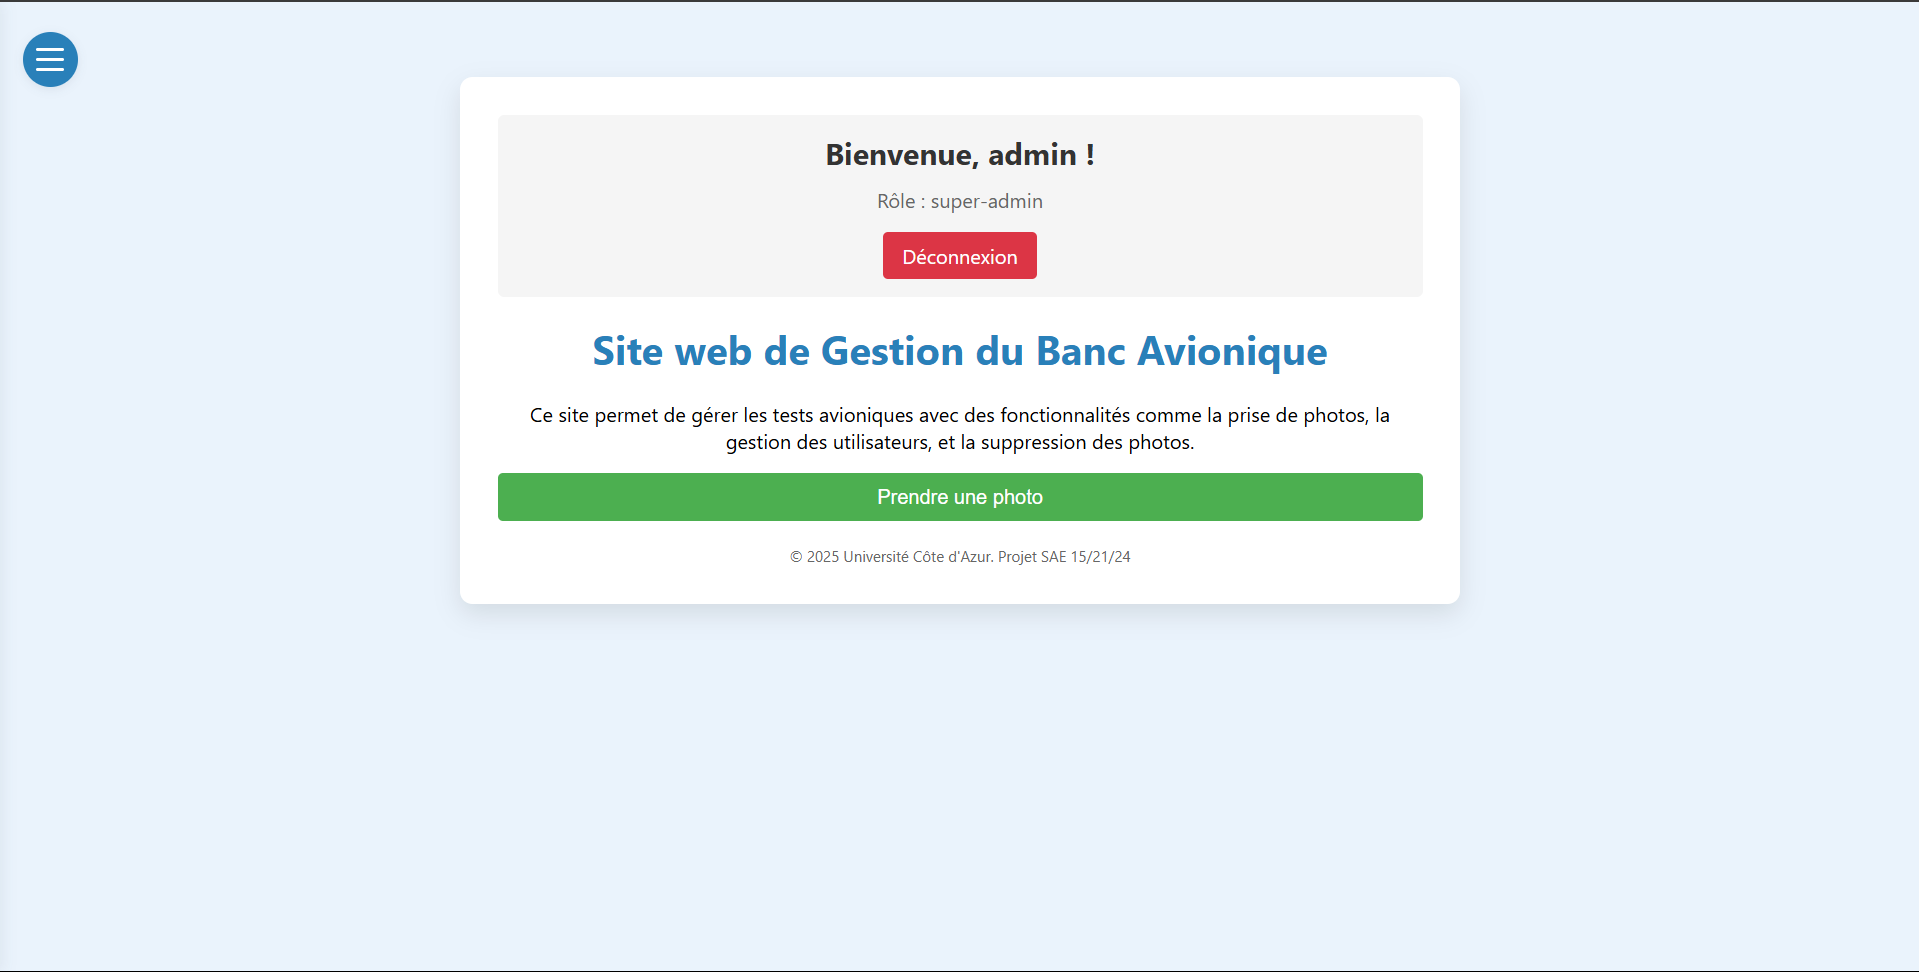 Bienvenue, admin !
Rôle : super-admin
Déconnexion
Site web de Gestion du Banc Avionique
Ce site permet de gérer les tests avioniques avec des fonctionnalités comme la prise de photos, la
gestion des utilisateurs, et la suppression des photos.
Prendre une photo
© 2025 Université Côte d'Azur. Projet SAE 15/21/24